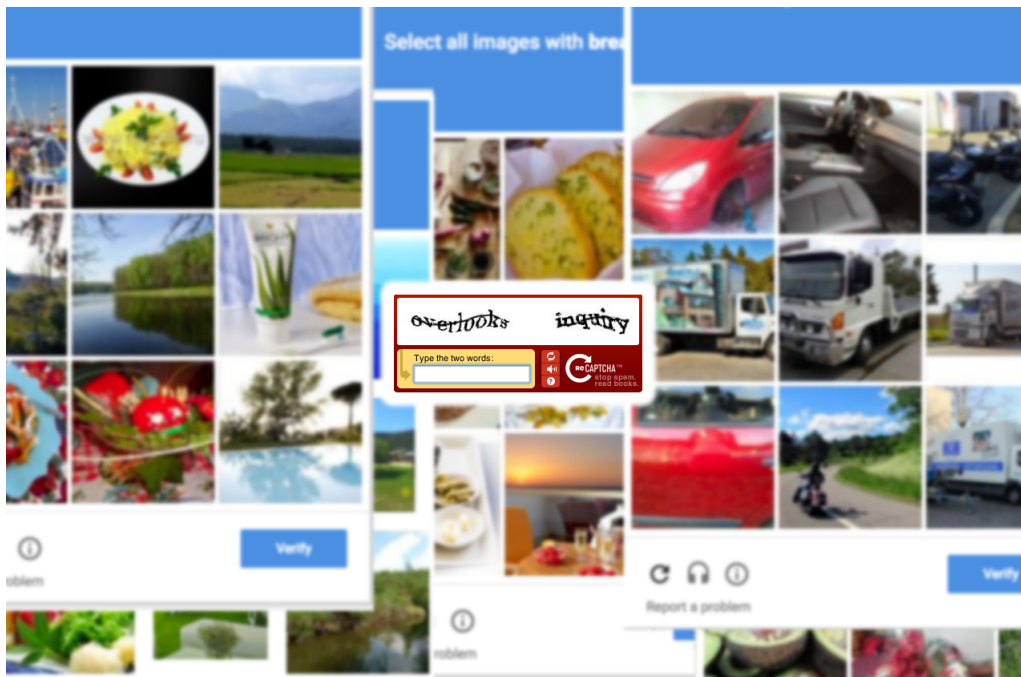 Select all images with brea
overlooks inquiry
Type the two words:
reCAPTCHA™
stop spam.
read books.
Verify
oblem
Verify
Report a problem
roblem